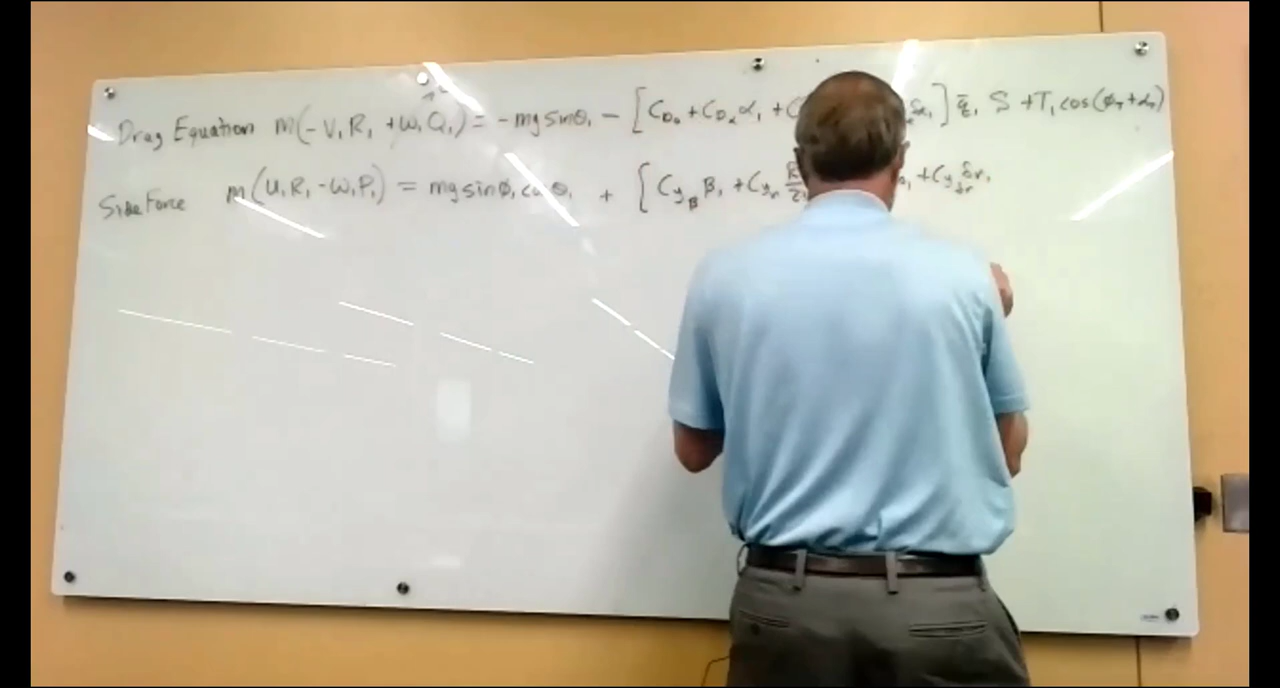 Drag Equation m(-V₁R₁ + W₁Q₁) = -mg sinθ₁ - [C_D₀ + C_Dα α₁ + C δe₁] q̄₁ S + T₁ cos(φ_T + α₁)
Side Force m(U₁R₁ - W₁P₁) = mg sinφ₁ cosθ₁ + [C_yβ β₁ + C_yr R + C_yδr δr₁